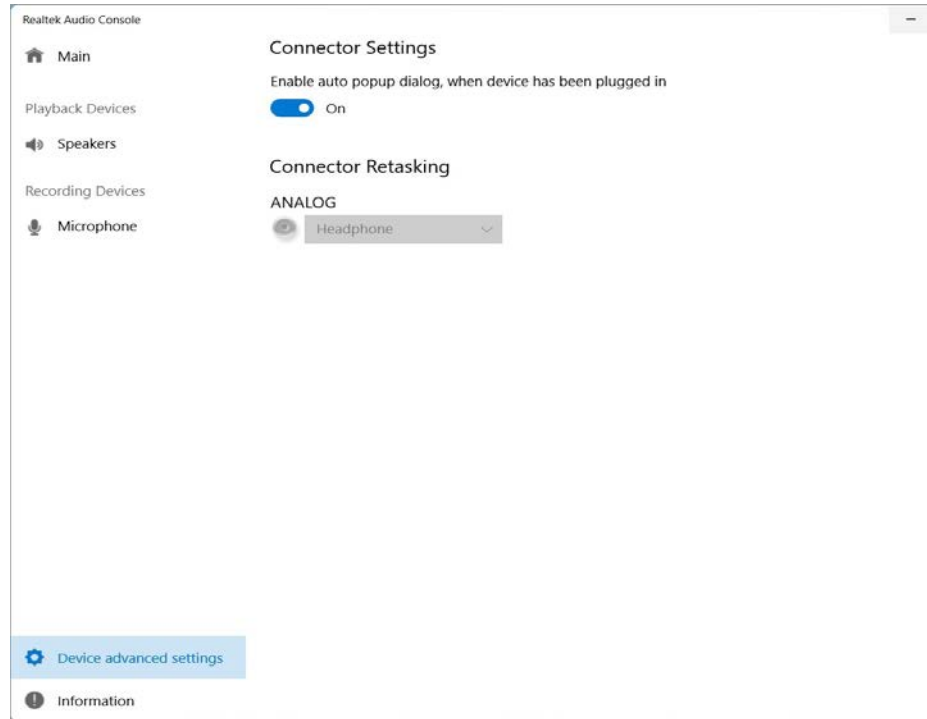 Realtek Audio Console
Main
Playback Devices
Speakers
Recording Devices
Microphone
Device advanced settings
Information
Connector Settings
Enable auto popup dialog, when device has been plugged in
On
Connector Retasking
ANALOG
Headphone